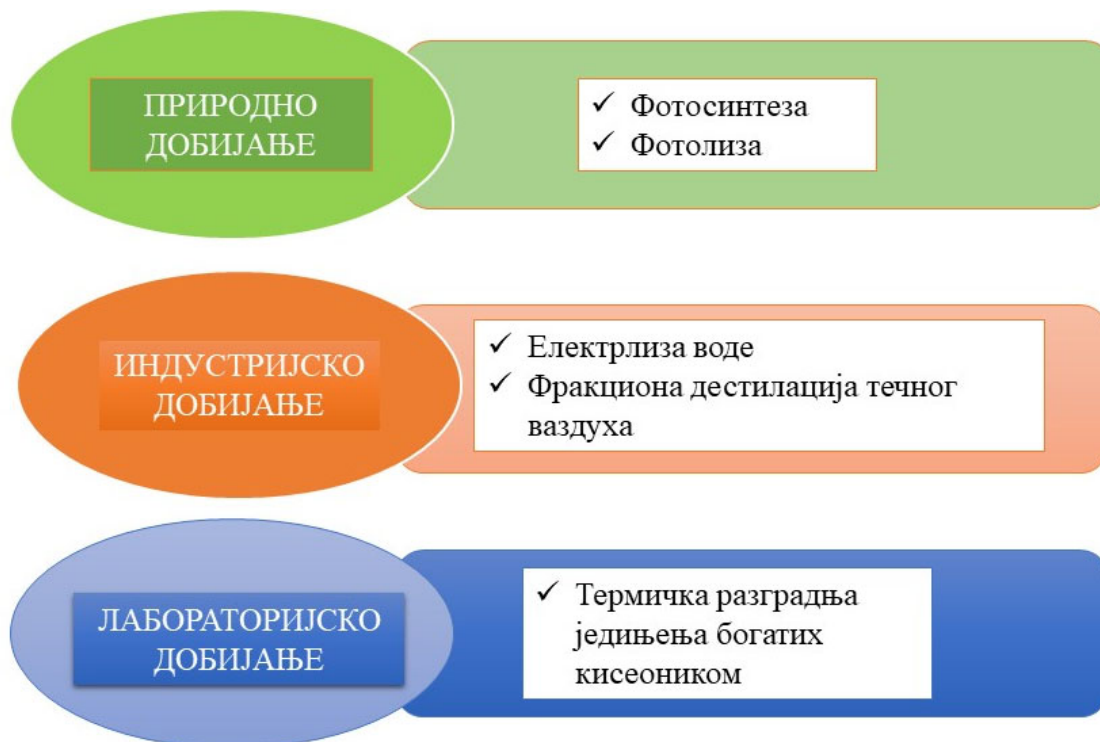 ПРИРОДНО
ДОБИЈАЊЕ
✓ Фотосинтеза
✓ Фотолиза
ИНДУСТРИЈСКО
ДОБИЈАЊЕ
✓ Електрлиза воде
✓ Фракциона дестилација течног
ваздуха
ЛАБОРАТОРИЈСКО
ДОБИЈАЊЕ
✓ Термичка разградња
једињења богатих
кисеоником